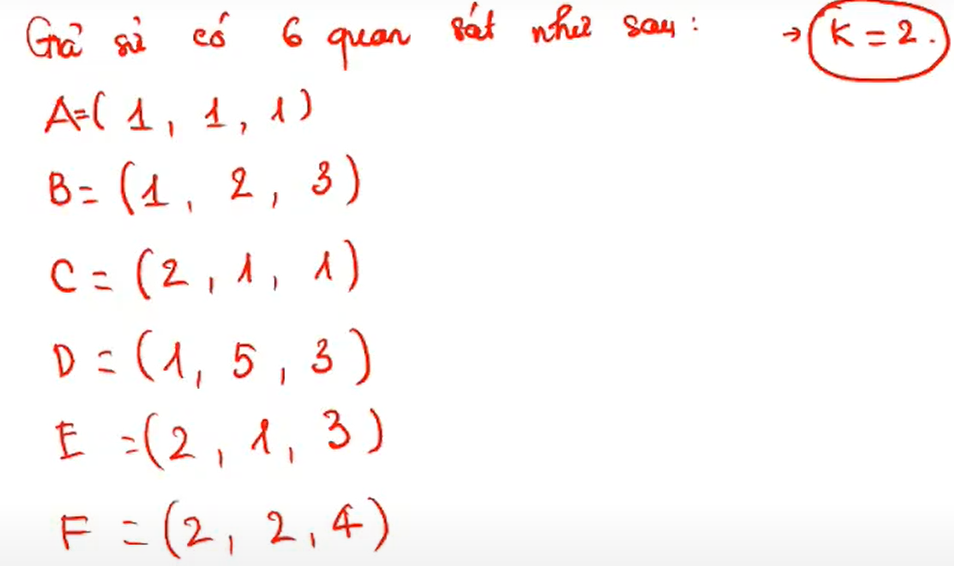 Giả sử có 6 quan sát như sau: → K = 2.
A=(1, 1, 1)
B=(1, 2, 3)
C=(2, 1, 1)
D=(1, 5, 3)
E=(2, 1, 3)
F=(2, 2, 4)